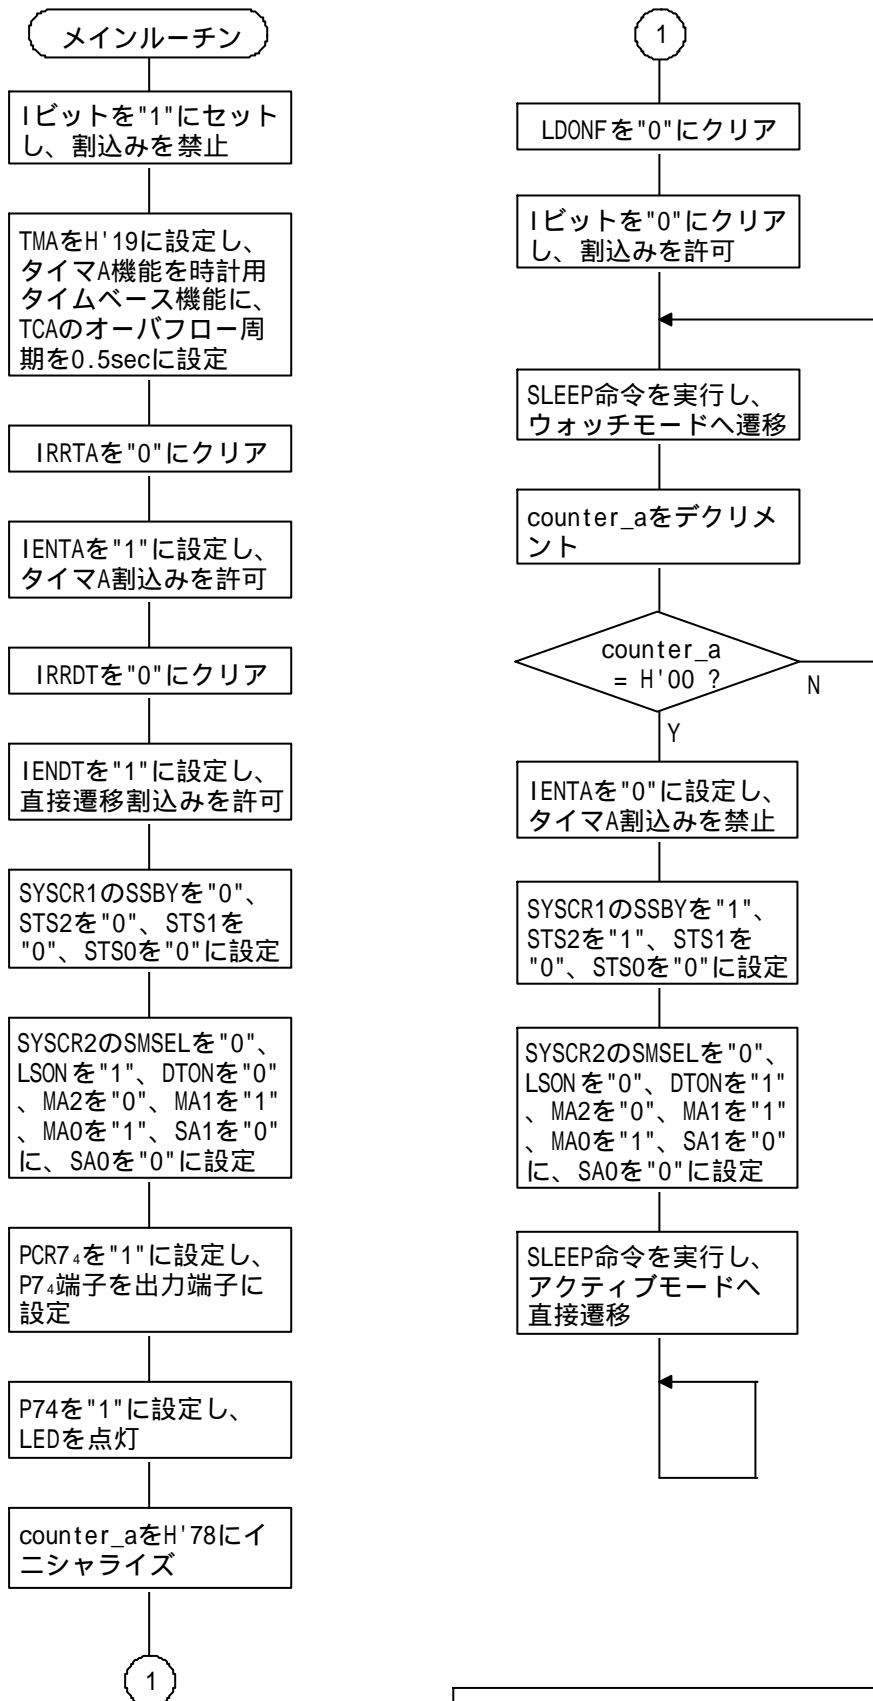 メインルーチン
Iビットを"1"にセット
し、割込みを禁止
TMAをH'19に設定し、
タイマA機能を時計用
タイムベース機能に、
TCAのオーバフロー周
期を0.5secに設定
IRRTAを"0"にクリア
IENTAを"1"に設定し、
タイマA割込みを許可
IRRDTを"0"にクリア
IENDTを"1"に設定し、
直接遷移割込みを許可
SYSCR1のSSBYを"0"、
STS2を"0"、STS1を
"0"、STS0を"0"に設定
SYSCR2のSMSELを"0"、
LSONを"1"、DTONを"0"
、MA2を"0"、MA1を"1"
、MA0を"1"、SA1を"0"
に、SA0を"0"に設定
PCR7₄を"1"に設定し、
P7₄端子を出力端子に
設定
P74を"1"に設定し、
LEDを点灯
counter_aをH'78にイ
ニシャライズ
1
1
LDONFを"0"にクリア
Iビットを"0"にクリア
し、割込みを許可
SLEEP命令を実行し、
ウォッチモードへ遷移
counter_aをデクリメ
ント
counter_a
= H'00 ?
N
Y
IENTAを"0"に設定し、
タイマA割込みを禁止
SYSCR1のSSBYを"1"、
STS2を"1"、STS1を
"0"、STS0を"0"に設定
SYSCR2のSMSELを"0"、
LSONを"0"、DTONを"1"
、MA2を"0"、MA1を"1"
、MA0を"1"、SA1を"0"
に、SA0を"0"に設定
SLEEP命令を実行し、
アクティブモードへ
直接遷移